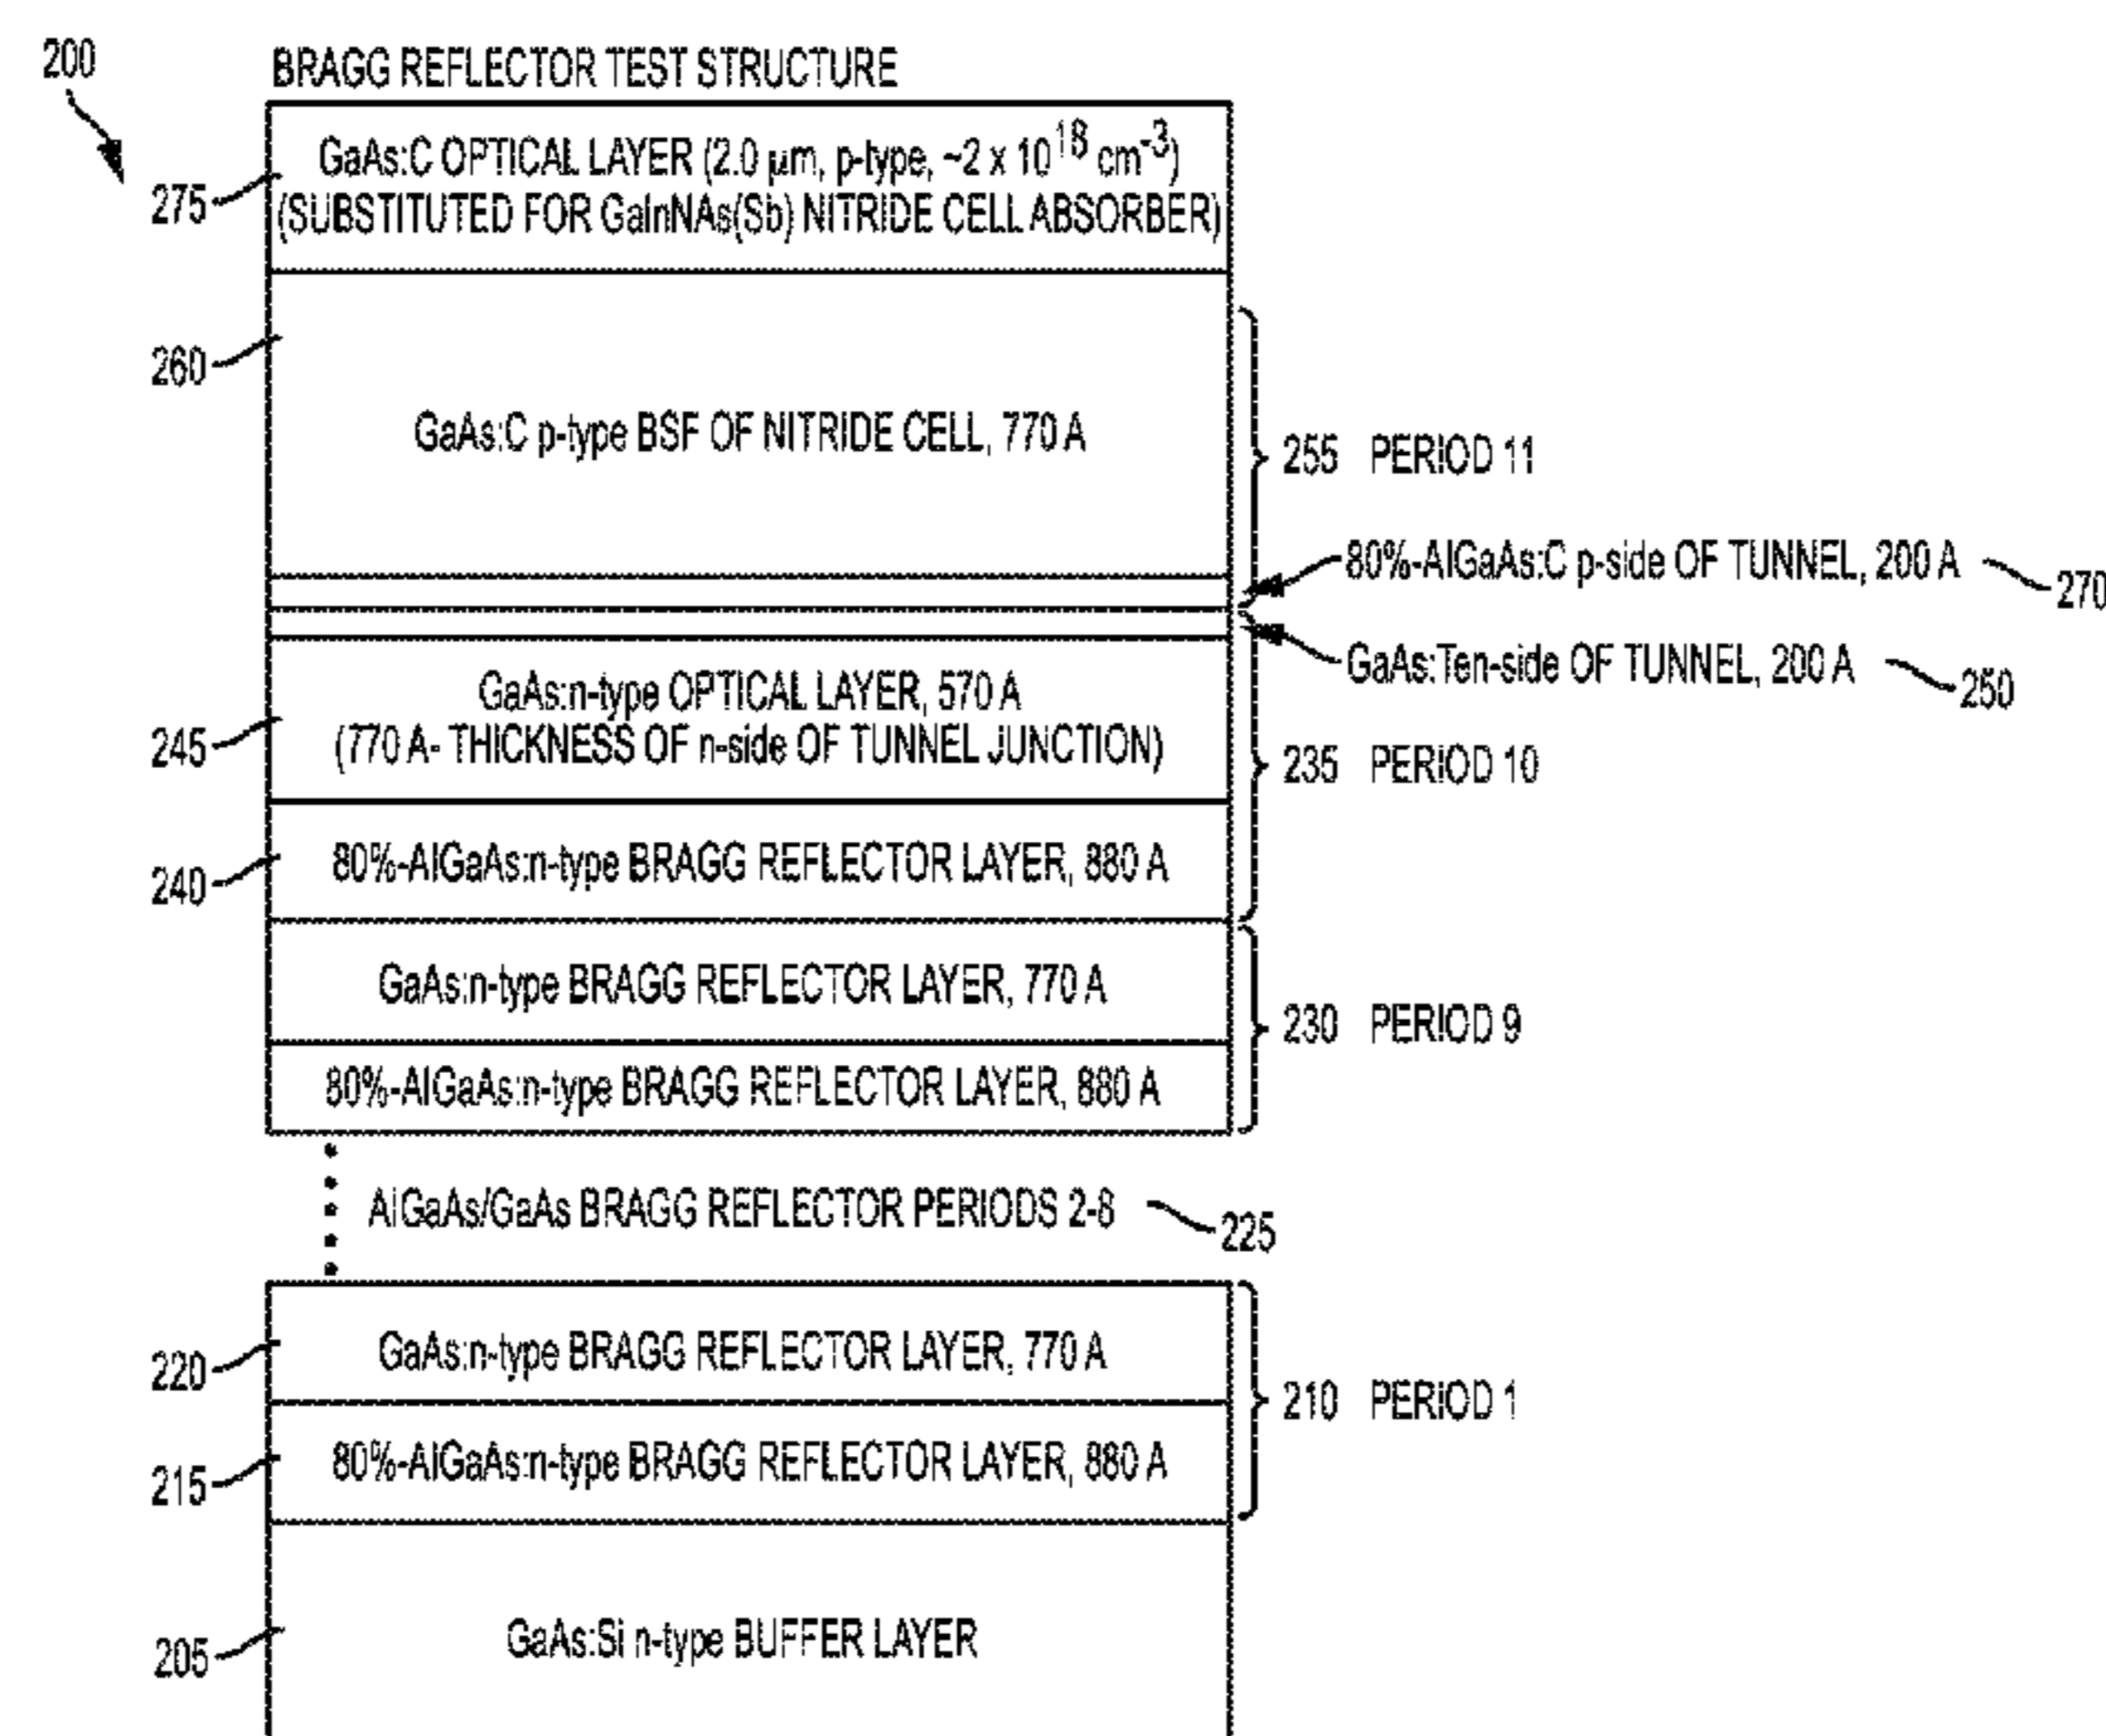 200
BRAGG REFLECTOR TEST STRUCTURE
GaAs:C OPTICAL LAYER (2.0 μm, p-type, ~2 x 10^18 cm^-3)
(SUBSTITUTED FOR GaInNAs(Sb) NITRIDE CELL ABSORBER)
275
260
GaAs:C p-type BSF OF NITRIDE CELL, 770 A
255 PERIOD 11
80%-AlGaAs:C p-side OF TUNNEL, 200 A
270
GaAs:Ten-side OF TUNNEL, 200 A
250
GaAs:n-type OPTICAL LAYER, 570 A
(770 A- THICKNESS OF n-side OF TUNNEL JUNCTION)
245
235 PERIOD 10
80%-AlGaAs:n-type BRAGG REFLECTOR LAYER, 880 A
240
GaAs:n-type BRAGG REFLECTOR LAYER, 770 A
230 PERIOD 9
80%-AlGaAs:n-type BRAGG REFLECTOR LAYER, 880 A
AlGaAs/GaAs BRAGG REFLECTOR PERIODS 2-8
225
GaAs:n-type BRAGG REFLECTOR LAYER, 770 A
220
210 PERIOD 1
80%-AlGaAs:n-type BRAGG REFLECTOR LAYER, 880 A
215
GaAs:Si n-type BUFFER LAYER
205